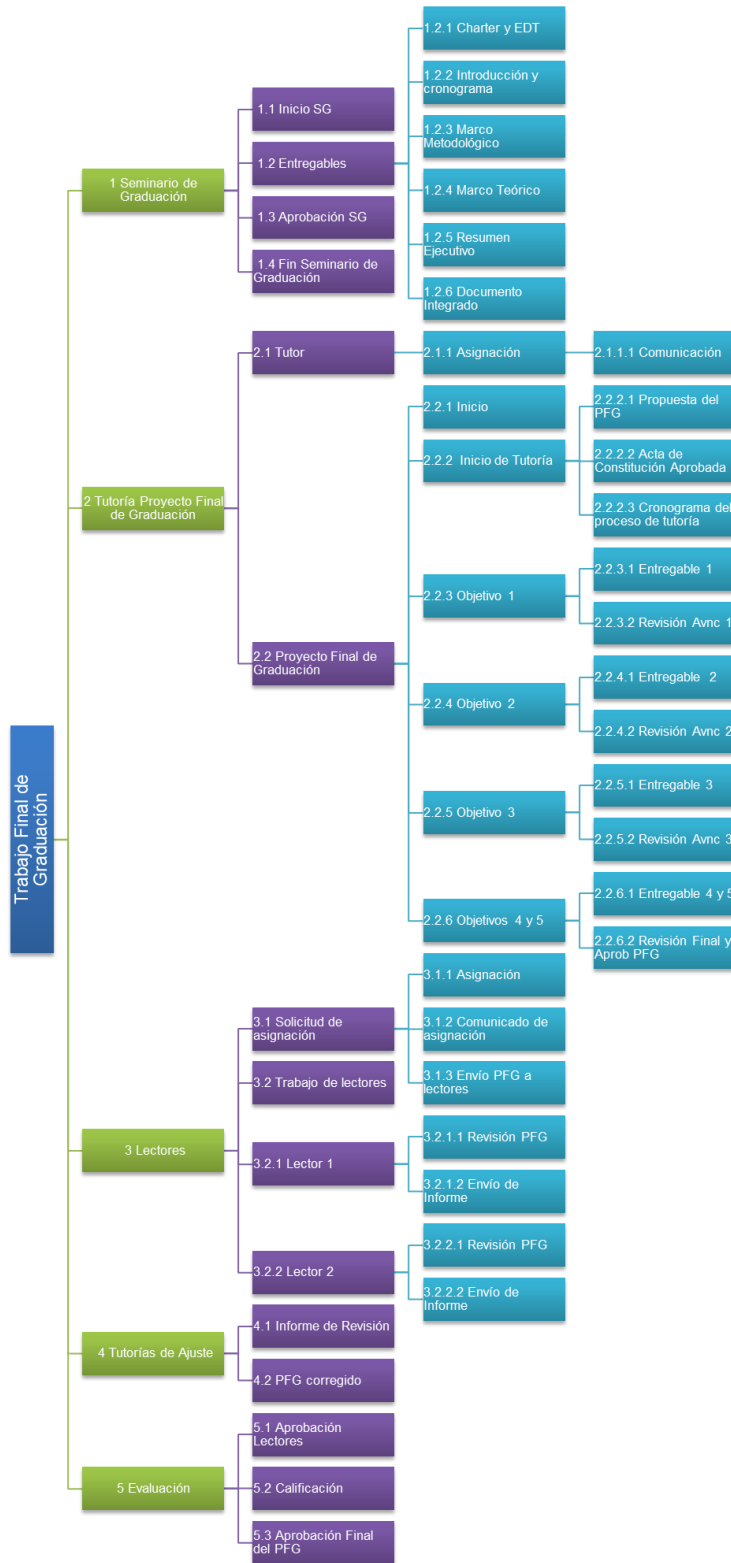 Trabajo Final de
Graduación
1 Seminario de
Graduación
1.1 Inicio SG
1.2 Entregables
1.2.1 Charter y EDT
1.2.2 Introducción y
cronograma
1.2.3 Marco
Metodológico
1.2.4 Marco Teórico
1.2.5 Resumen
Ejecutivo
1.2.6 Documento
Integrado
1.3 Aprobación SG
1.4 Fin Seminario de
Graduación
2 Tutoría Proyecto Final
de Graduación
2.1 Tutor
2.1.1 Asignación
2.1.1.1 Comunicación
2.2 Proyecto Final de
Graduación
2.2.1 Inicio
2.2.2 Inicio de Tutoría
2.2.2.1 Propuesta del
PFG
2.2.2.2 Acta de
Constitución Aprobada
2.2.2.3 Cronograma del
proceso de tutoría
2.2.3 Objetivo 1
2.2.3.1 Entregable 1
2.2.3.2 Revisión Avnc 1
2.2.4 Objetivo 2
2.2.4.1 Entregable 2
2.2.4.2 Revisión Avnc 2
2.2.5 Objetivo 3
2.2.5.1 Entregable 3
2.2.5.2 Revisión Avnc 3
2.2.6 Objetivos 4 y 5
2.2.6.1 Entregable 4 y 5
2.2.6.2 Revisión Final y
Aprob PFG
3 Lectores
3.1 Solicitud de
asignación
3.1.1 Asignación
3.1.2 Comunicado de
asignación
3.1.3 Envío PFG a
lectores
3.2 Trabajo de lectores
3.2.1 Lector 1
3.2.1.1 Revisión PFG
3.2.1.2 Envío de
Informe
3.2.2 Lector 2
3.2.2.1 Revisión PFG
3.2.2.2 Envío de
Informe
4 Tutorías de Ajuste
4.1 Informe de Revisión
4.2 PFG corregido
5 Evaluación
5.1 Aprobación
Lectores
5.2 Calificación
5.3 Aprobación Final
del PFG